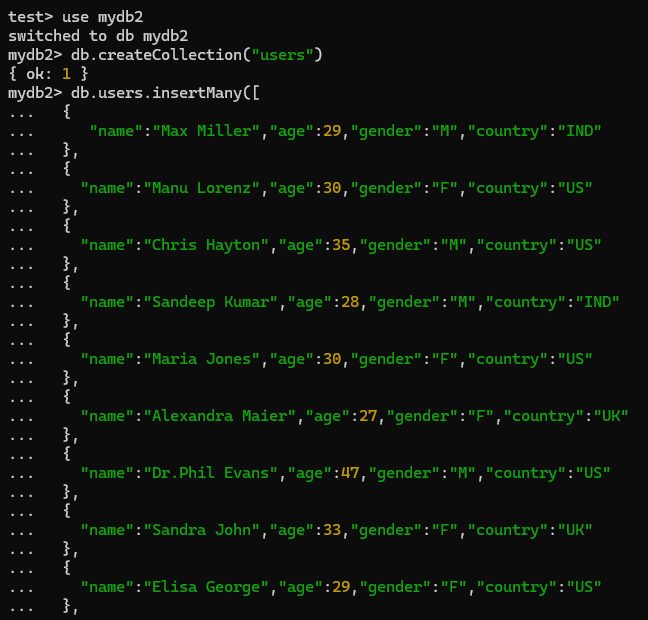 test> use mydb2
switched to db mydb2
mydb2> db.createCollection("users")
{ ok: 1 }
mydb2> db.users.insertMany([
...   {
...      "name":"Max Miller","age":29,"gender":"M","country":"IND"
...   },
...   {
...     "name":"Manu Lorenz","age":30,"gender":"F","country":"US"
...   },
...   {
...     "name":"Chris Hayton","age":35,"gender":"M","country":"US"
...   },
...   {
...     "name":"Sandeep Kumar","age":28,"gender":"M","country":"IND"
...   },
...   {
...     "name":"Maria Jones","age":30,"gender":"F","country":"US"
...   },
...   {
...     "name":"Alexandra Maier","age":27,"gender":"F","country":"UK"
...   },
...   {
...     "name":"Dr.Phil Evans","age":47,"gender":"M","country":"US"
...   },
...   {
...     "name":"Sandra John","age":33,"gender":"F","country":"UK"
...   },
...   {
...     "name":"Elisa George","age":29,"gender":"F","country":"US"
...   },